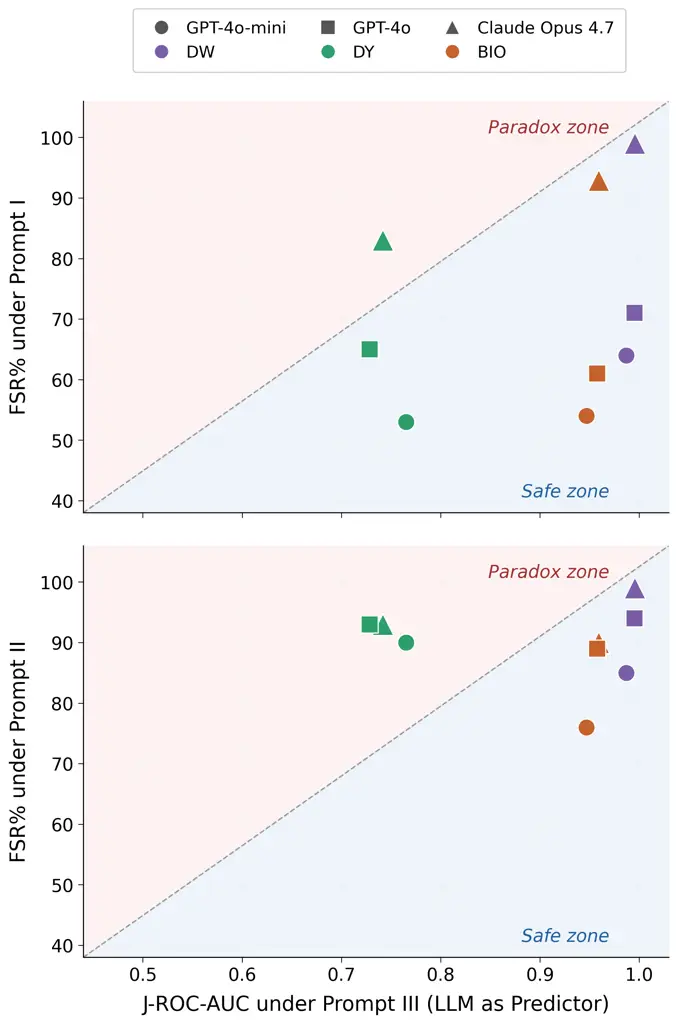 GPT-4o-mini GPT-4o Claude Opus 4.7
DW DY BIO
Paradox zone
100
90
80
70
60
50
40
FSR% under Prompt I
Safe zone
Paradox zone
100
90
80
70
60
50
40
FSR% under Prompt II
Safe zone
0.5 0.6 0.7 0.8 0.9 1.0
J-ROC-AUC under Prompt III (LLM as Predictor)